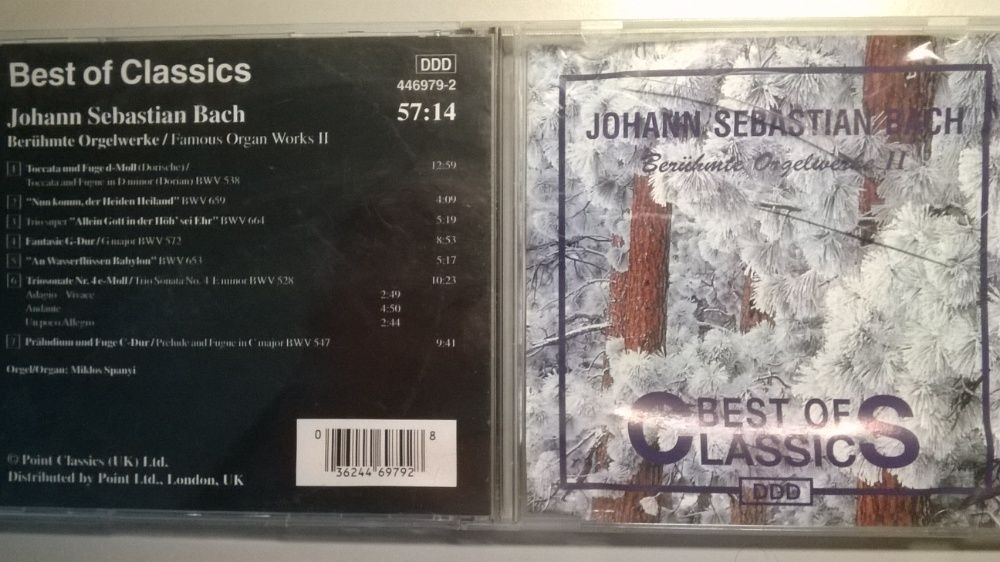 Best of Classics
DDD
446979-2
Johann Sebastian Bach 57:14
Berühmte Orgelwerke / Famous Organ Works II
1 Toccata und Fuge d-Moll (Dorische) / 12:59
Toccata and Fugue in D minor (Dorian) BWV 538
2 "Nun komm, der Heiden Heiland" BWV 659 4:09
3 Trio super "Allein Gott in der Höh' sei Ehr" BWV 664 5:19
4 Fantasie G-Dur / G major BWV 572 8:53
5 "An Wasserflüssen Babylon" BWV 653 5:17
6 Triosonate Nr. 4 e-Moll / Trio Sonata No. 4 E minor BWV 528 10:23
Adagio Vivace 2:49
Andante 4:50
Un poco Allegro 2:44
7 Präludium und Fuge C-Dur / Prelude and Fugue in C major BWV 547 9:41
Orgel/Organ: Miklos Spanyi
© Point Classics (UK) Ltd.
Distributed by Point Ltd., London, UK
0 36244 69792 8
JOHANN SEBASTIAN BACH
Berühmte Orgelwerke II
BEST OF
CLASSICS
DDD